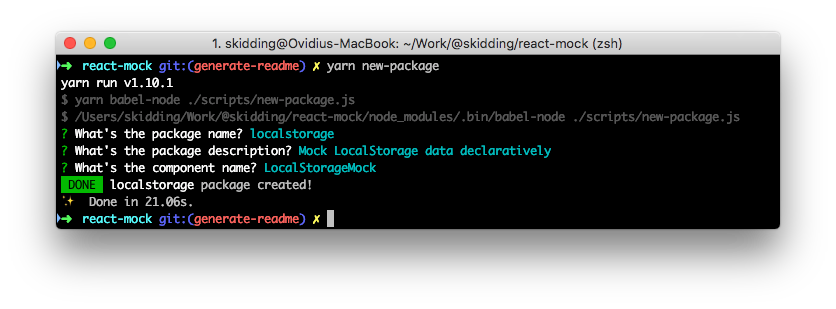 1. skidding@Ovidius-MacBook: ~/Work/@skidding/react-mock (zsh)
➜ react-mock git:(generate-readme) ✗ yarn new-package
yarn run v1.10.1
$ yarn babel-node ./scripts/new-package.js
$ /Users/skidding/Work/@skidding/react-mock/node_modules/.bin/babel-node ./scripts/new-package.js
? What's the package name? localstorage
? What's the package description? Mock LocalStorage data declaratively
? What's the component name? LocalStorageMock
DONE localstorage package created!
✨ Done in 21.06s.
➜ react-mock git:(generate-readme) ✗